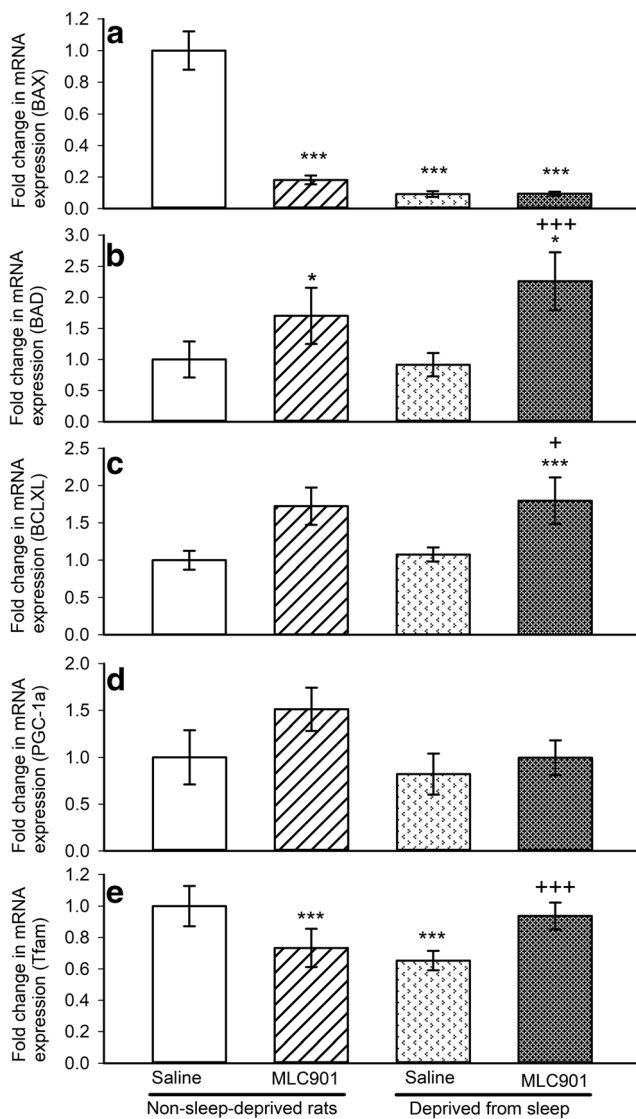 a
Fold change in mRNA
expression (BAX)
1.2
1.0
0.8
0.6
0.4
0.2
0.0
***
***
***
b
Fold change in mRNA
expression (BAD)
3.0
2.5
2.0
1.5
1.0
0.5
0.0
*
+++
*
c
Fold change in mRNA
expression (BCLXL)
2.5
2.0
1.5
1.0
0.5
0.0
+
***
d
Fold change in mRNA
expression (PGC-1a)
2.0
1.5
1.0
0.5
0.0
e
Fold change in mRNA
expression (Tfam)
1.2
1.0
0.8
0.6
0.4
0.2
0.0
***
***
+++
Saline MLC901 Saline MLC901
Non-sleep-deprived rats Deprived from sleep